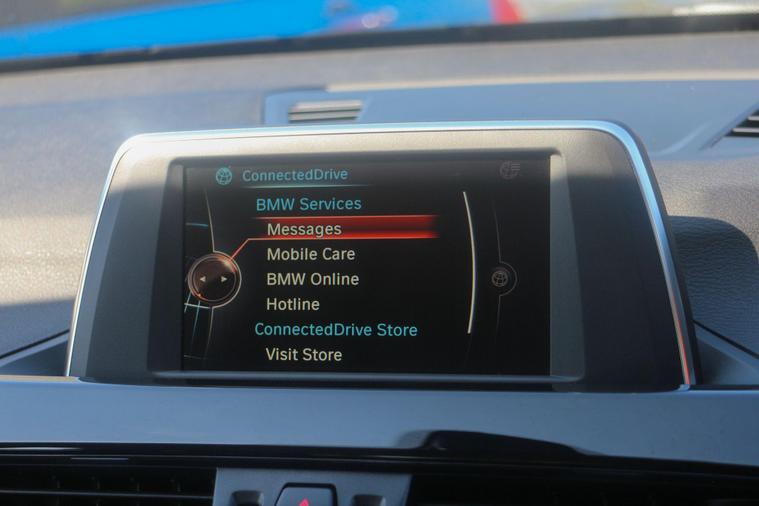 ConnectedDrive
BMW Services
Messages
Mobile Care
BMW Online
Hotline
ConnectedDrive Store
Visit Store